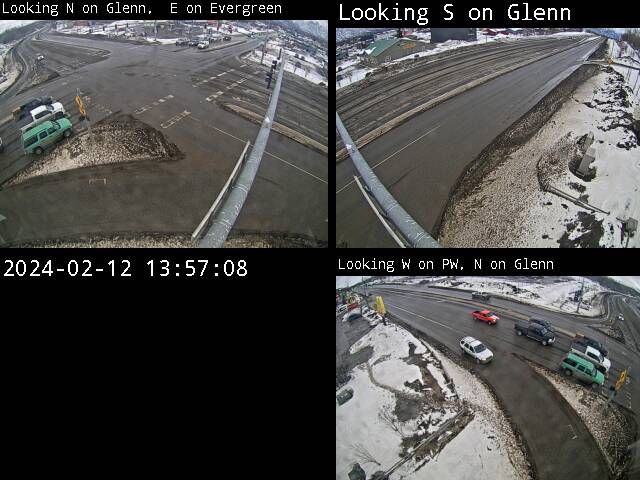 Looking N on Glenn, E on Evergreen
Looking S on Glenn
2024-02-12 13:57:08
Looking W on PW, N on Glenn